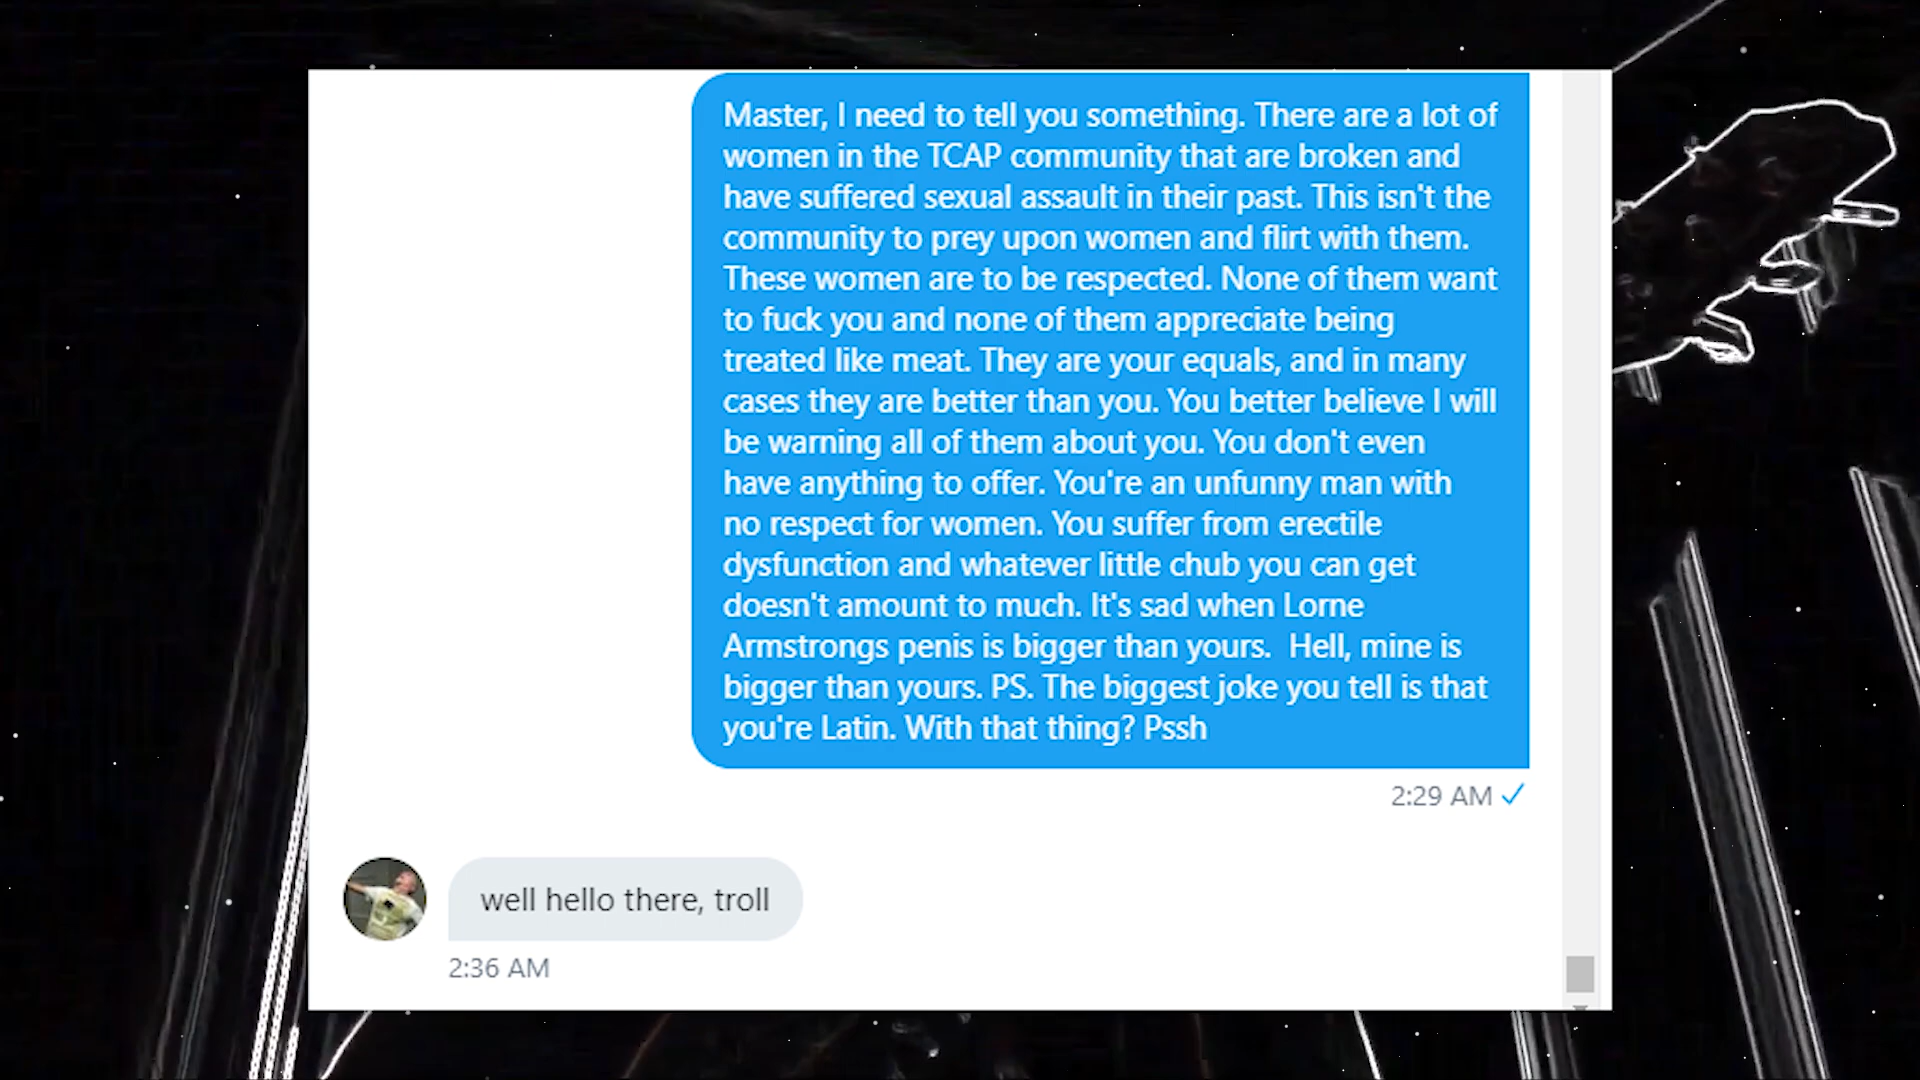 Master, I need to tell you something. There are a lot of
women in the TCAP community that are broken and
have suffered sexual assault in their past. This isn't the
community to prey upon women and flirt with them.
These women are to be respected. None of them want
to fuck you and none of them appreciate being
treated like meat. They are your equals, and in many
cases they are better than you. You better believe I will
be warning all of them about you. You don't even
have anything to offer. You're an unfunny man with
no respect for women. You suffer from erectile
dysfunction and whatever little chub you can get
doesn't amount to much. It's sad when Lorne
Armstrongs penis is bigger than yours.  Hell, mine is
bigger than yours. PS. The biggest joke you tell is that
you're Latin. With that thing? Pssh
2:29 AM
well hello there, troll
2:36 AM